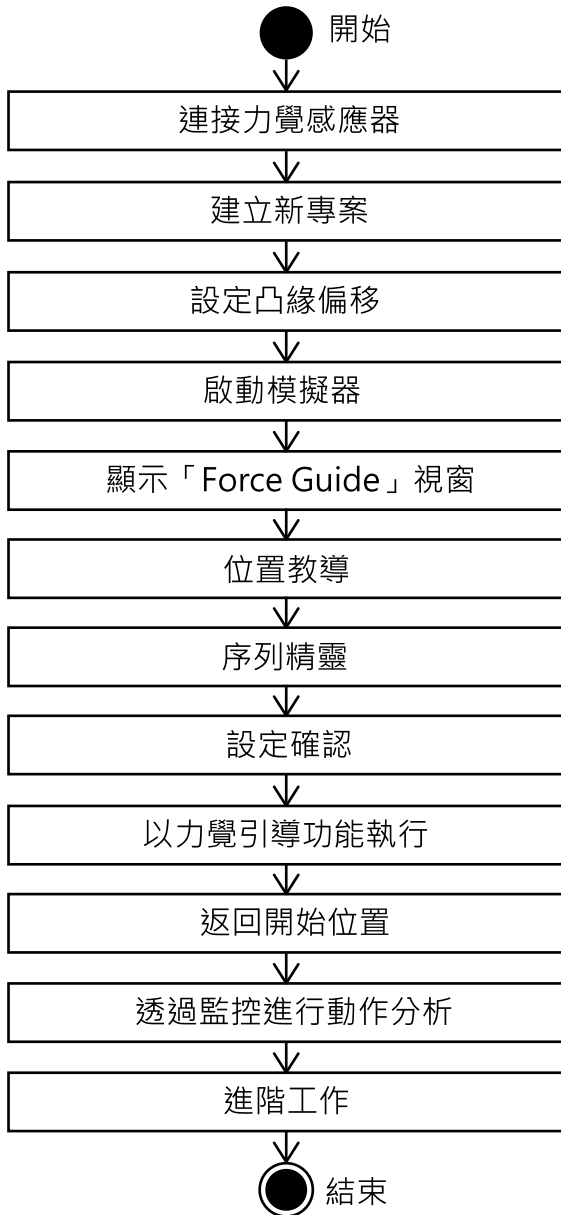 開始
連接力覺感應器
建立新專案
設定凸緣偏移
啟動模擬器
顯示「Force Guide」視窗
位置教導
序列精靈
設定確認
以力覺引導功能執行
返回開始位置
透過監控進行動作分析
進階工作
結束